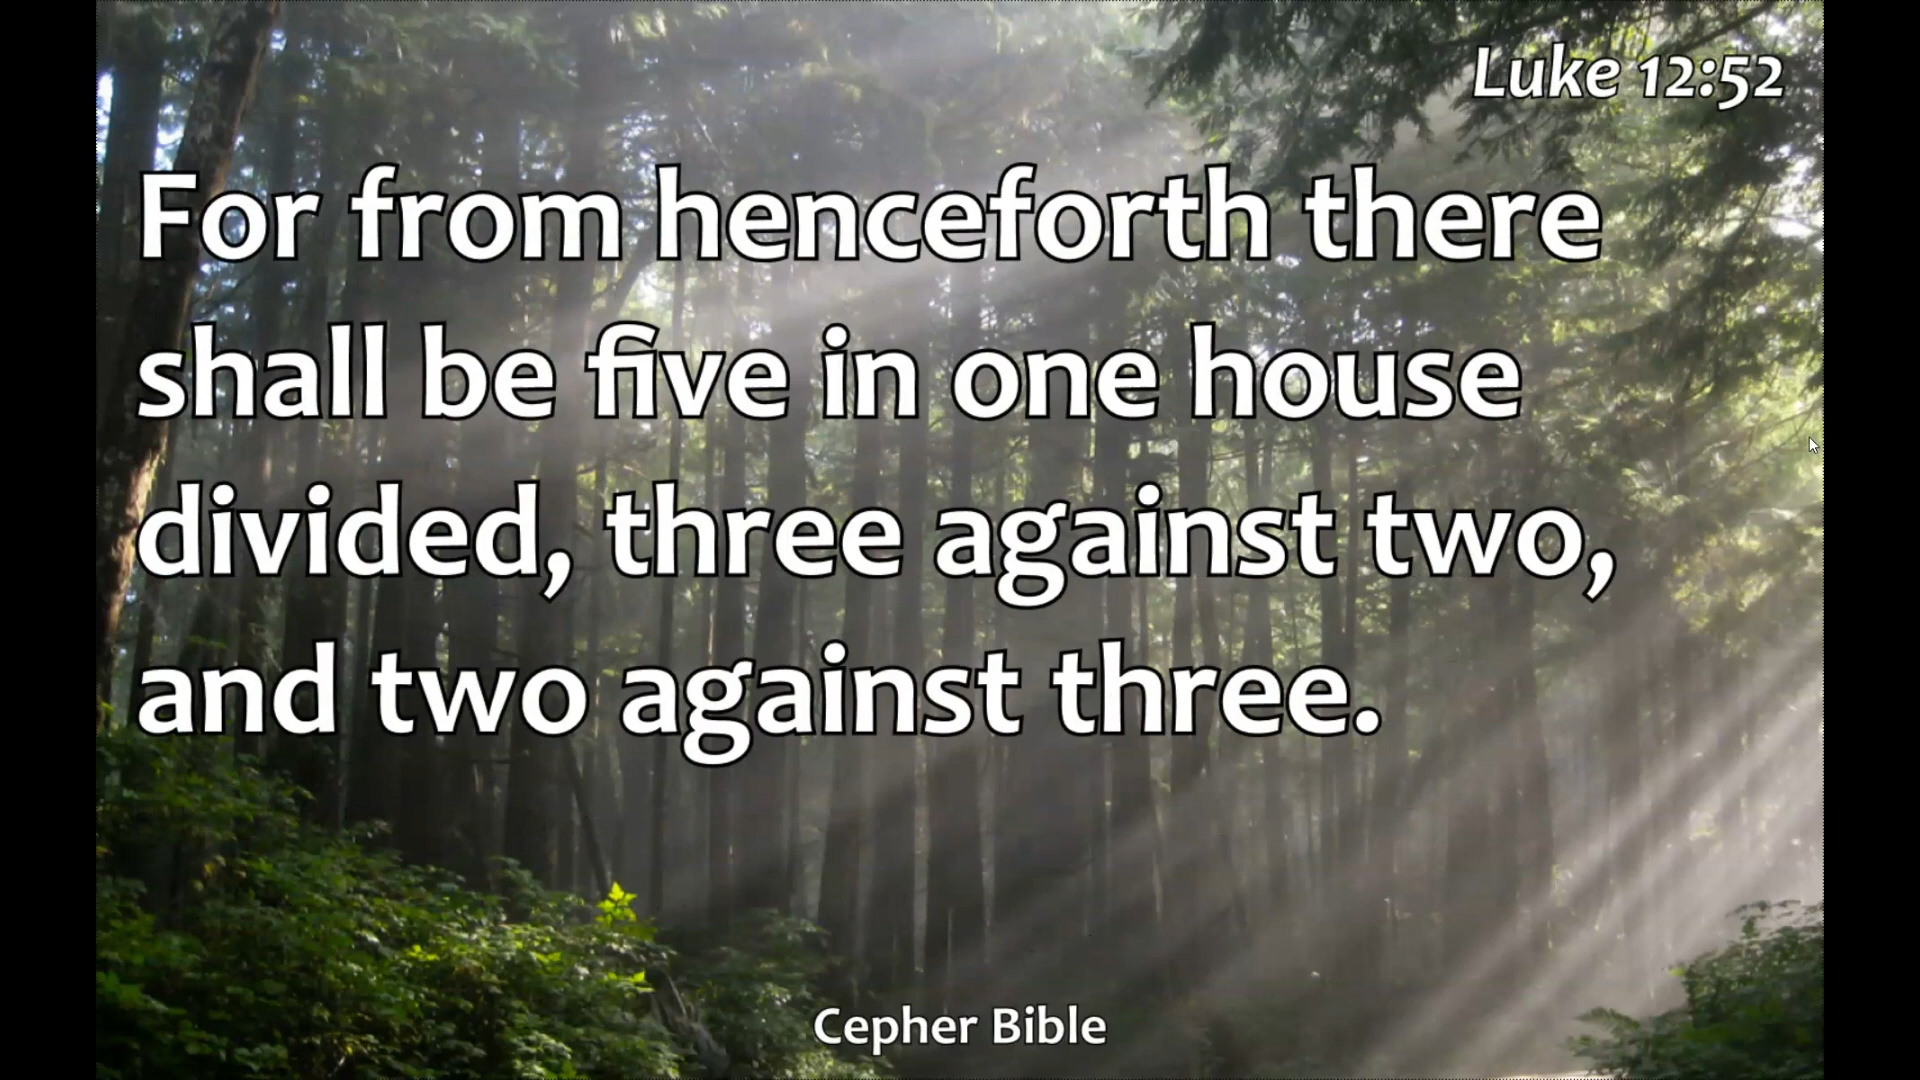 Luke 12:52
For from henceforth there
shall be five in one house
divided, three against two,
and two against three.
Cepher Bible